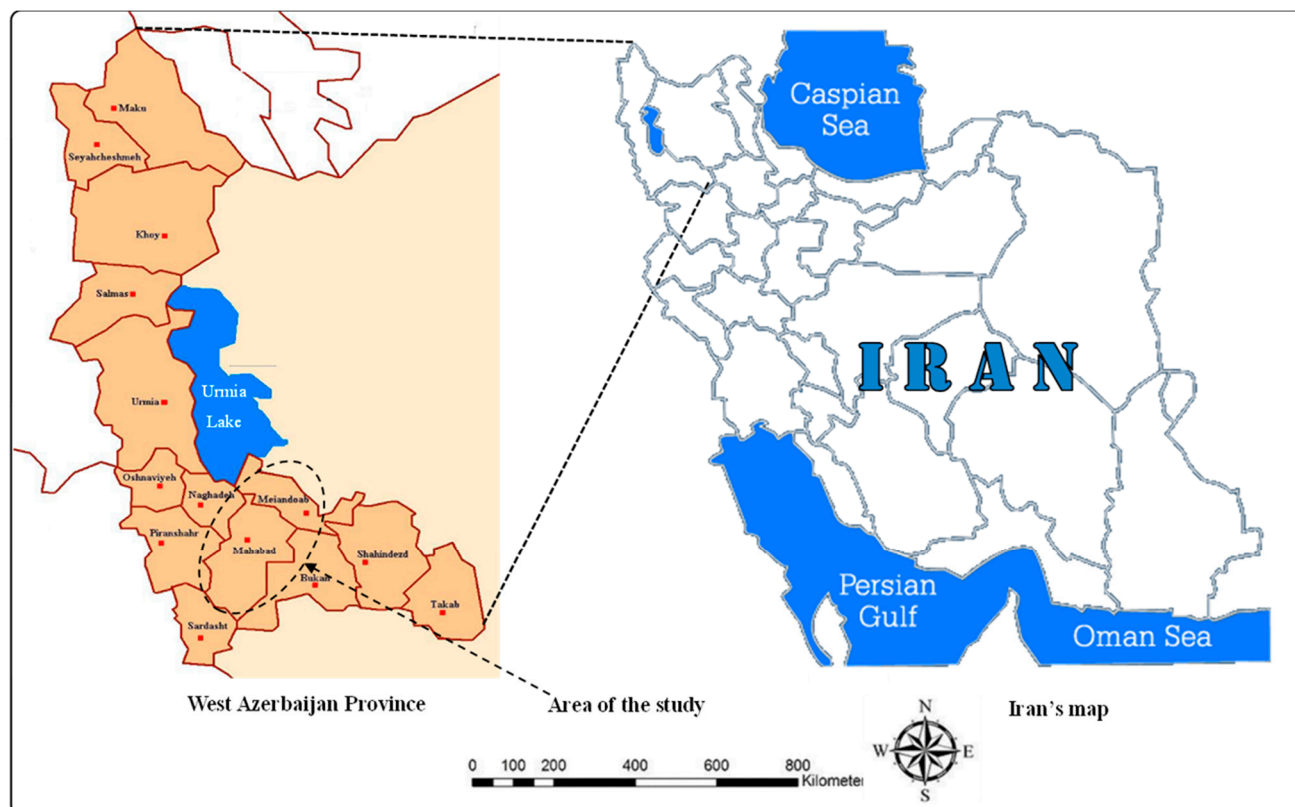 Maku
Seyahcheshmeh
Khoy
Salmas
Urmia
Urmia
Lake
Oshnaviyeh
Naghadeh
Meiandoab
Piranshahr
Mahabad
Shahindezd
Bukan
Takab
Sardasht
Caspian
Sea
IRAN
Persian
Gulf
Oman Sea
West Azerbaijan Province
Area of the study
Iran's map
N
W
E
S
0 50 100 200 400 600 800
Kilometer